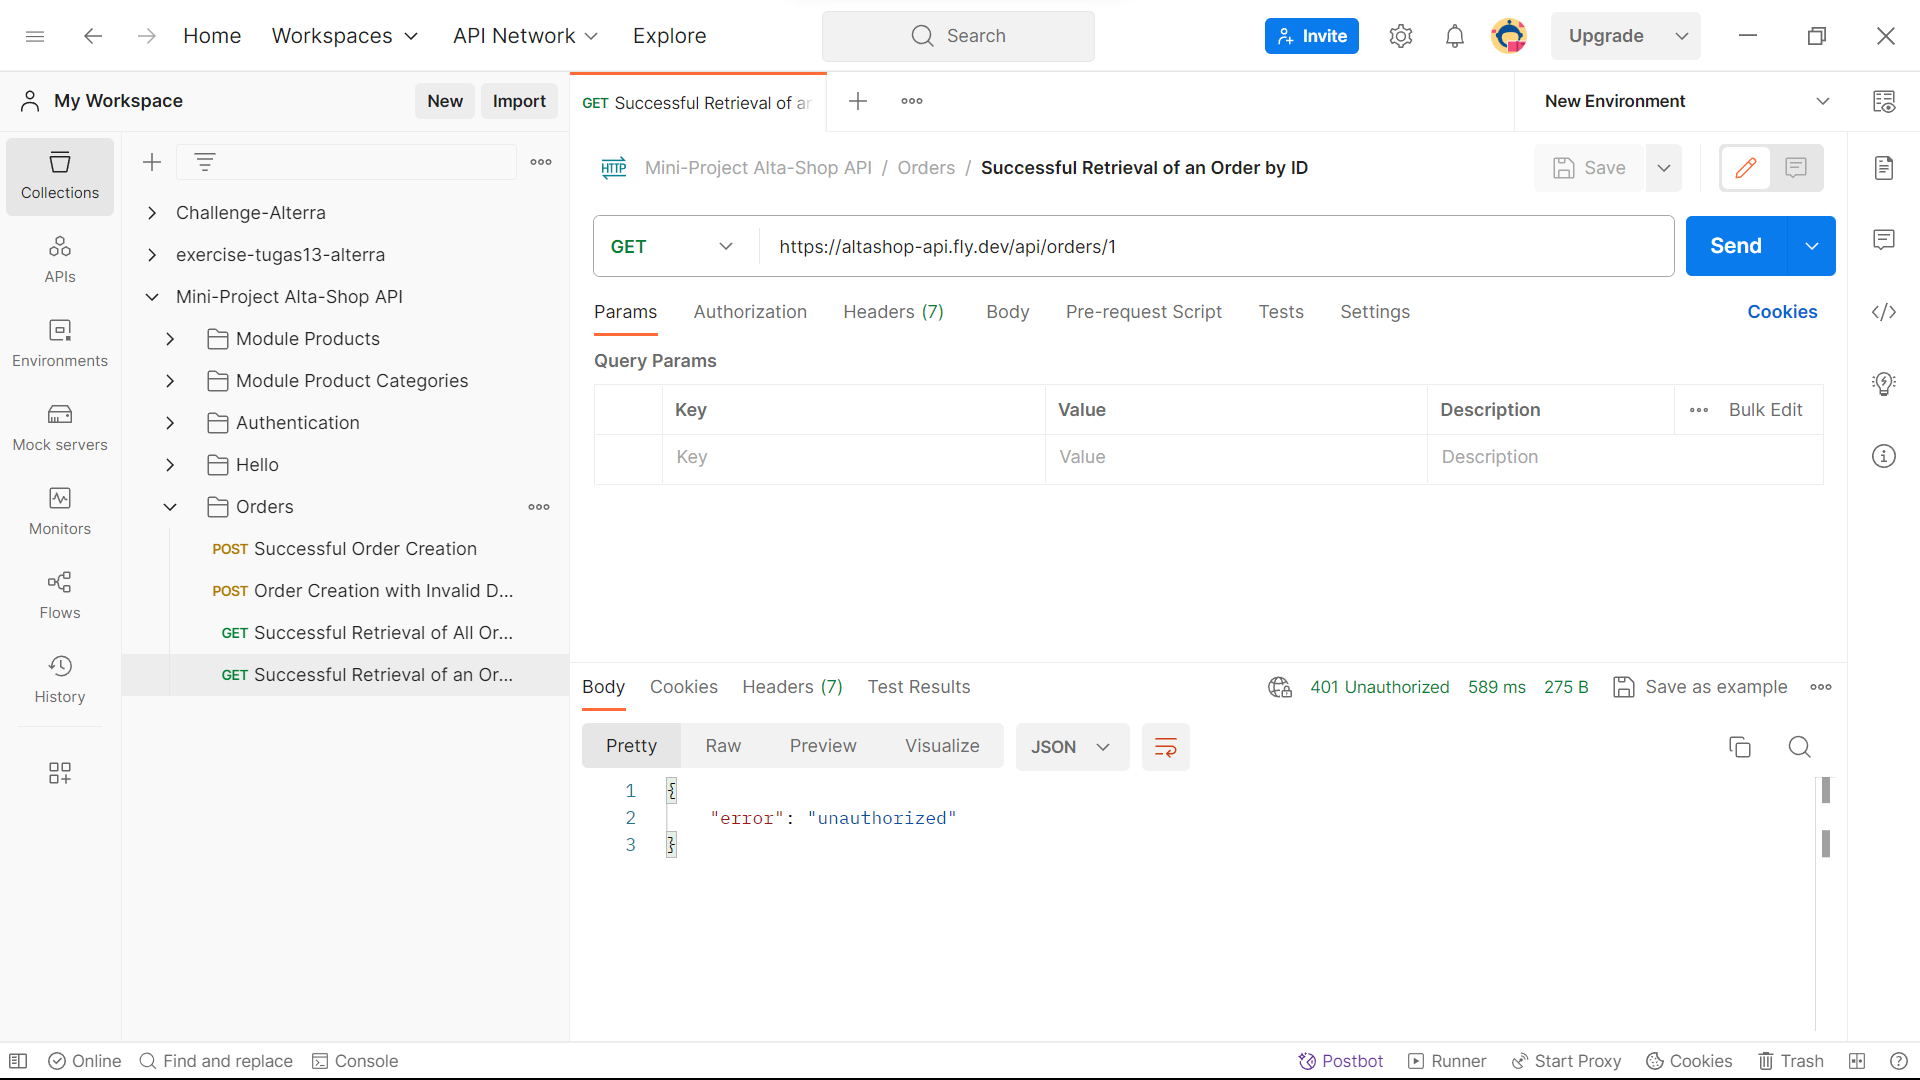 Home Workspaces API Network Explore Search Invite Upgrade
My Workspace New Import GET Successful Retrieval of ar New Environment
Collections
APIs
Environments
Mock servers
Monitors
Flows
History
Challenge-Alterra
exercise-tugas13-alterra
Mini-Project Alta-Shop API
Module Products
Module Product Categories
Authentication
Hello
Orders
POST Successful Order Creation
POST Order Creation with Invalid D...
GET Successful Retrieval of All Or...
GET Successful Retrieval of an Or...
HTTP Mini-Project Alta-Shop API / Orders / Successful Retrieval of an Order by ID Save
GET https://altashop-api.fly.dev/api/orders/1 Send
Params Authorization Headers (7) Body Pre-request Script Tests Settings Cookies
Query Params
Key Value Description Bulk Edit
Key Value Description
Body Cookies Headers (7) Test Results 401 Unauthorized 589 ms 275 B Save as example
Pretty Raw Preview Visualize JSON
1 {
2 "error": "unauthorized"
3 }
Online Find and replace Console Postbot Runner Start Proxy Cookies Trash